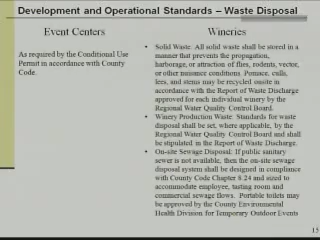 Development and Operational Standards – Waste Disposal
Event Centers
As required by the Conditional Use
Permit in accordance with County
Code.
Wineries
• Solid Waste: All solid waste shall be stored in a
manner that prevents the propagation,
harborage, or attraction of flies, rodents, vector,
or other nuisance conditions. Pomace, culls,
lees, and stems may be recycled onsite in
accordance with the Report of Waste Discharge
approved for each individual winery by the
Regional Water Quality Control Board.
• Winery Production Waste: Standards for waste
disposal shall be set, where applicable, by the
Regional Water Quality Control Board and shall
be stipulated in the Report of Waste Discharge.
• On-site Sewage Disposal: If public sanitary
sewer is not available, then the on-site sewage
disposal system shall be designed in compliance
with County Code Chapter 8.24 and sized to
accommodate employee, tasting room and
commercial sewage flows. Portable toilets may
be approved by the County Environmental
Health Division for Temporary Outdoor Events
15